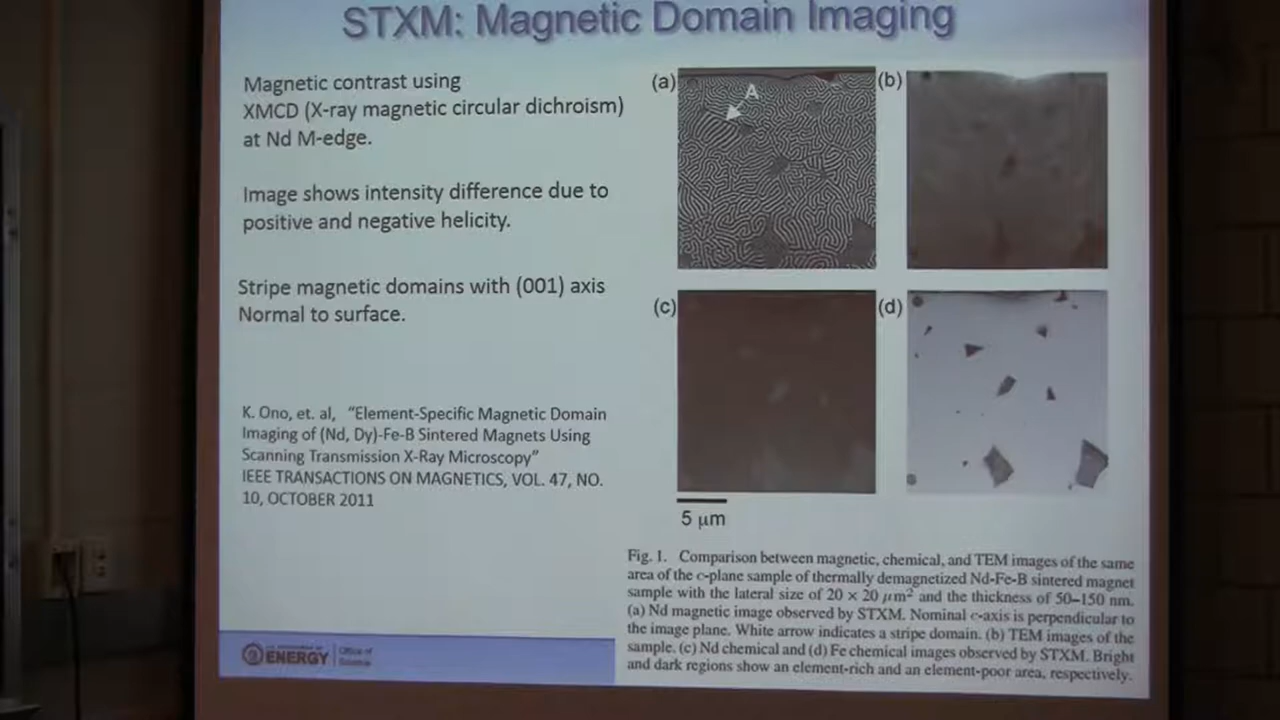 STXM: Magnetic Domain Imaging
Magnetic contrast using
XMCD (X-ray magnetic circular dichroism)
at Nd M-edge.
Image shows intensity difference due to
positive and negative helicity.
Stripe magnetic domains with (001) axis
Normal to surface.
K. Ono, et. al, "Element-Specific Magnetic Domain
Imaging of (Nd, Dy)-Fe-B Sintered Magnets Using
Scanning Transmission X-Ray Microscopy"
IEEE TRANSACTIONS ON MAGNETICS, VOL. 47, NO.
10, OCTOBER 2011
(a)
A
(b)
(c)
(d)
5 μm
Fig. 1. Comparison between magnetic, chemical, and TEM images of the same
area of the c-plane sample of thermally demagnetized Nd-Fe-B sintered magnet
sample with the lateral size of 20 × 20 μm² and the thickness of 50–150 nm.
(a) Nd magnetic image observed by STXM. Nominal c-axis is perpendicular to
the image plane. White arrow indicates a stripe domain. (b) TEM images of the
sample. (c) Nd chemical and (d) Fe chemical images observed by STXM. Bright
and dark regions show an element-rich and an element-poor area, respectively.
ENERGY
Office of
Science